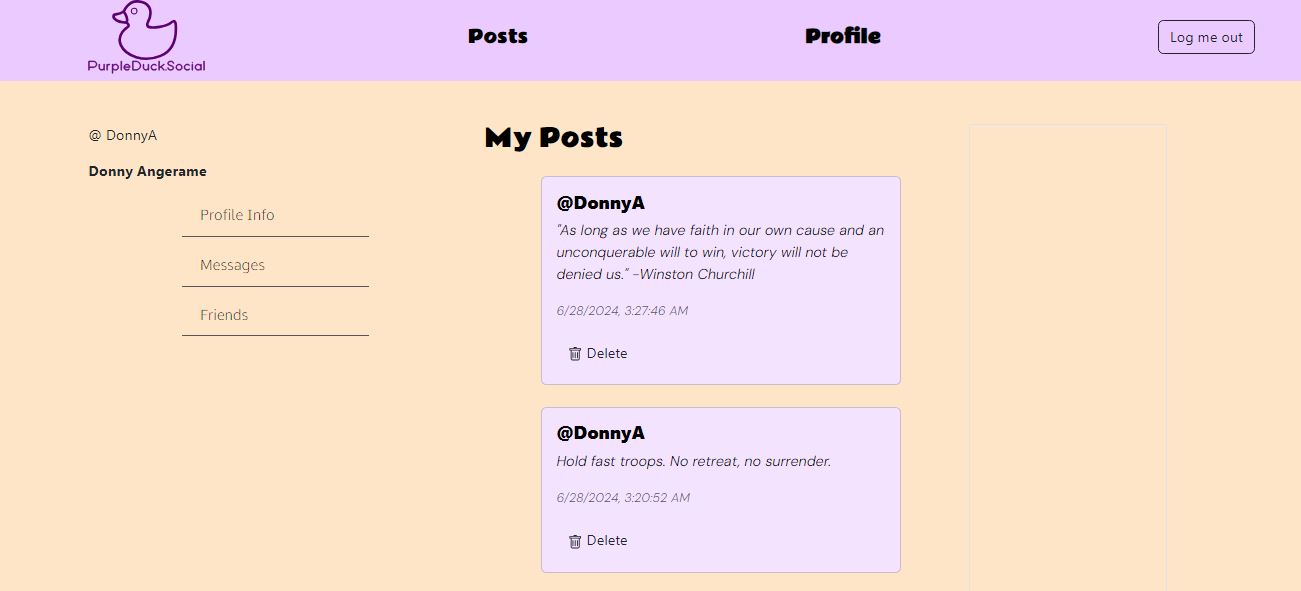 PurpleDuck.Social
Posts
Profile
Log me out
@ DonnyA
Donny Angerame
Profile Info
Messages
Friends
My Posts
@DonnyA
"As long as we have faith in our own cause and an
unconquerable will to win, victory will not be
denied us." -Winston Churchill
6/28/2024, 3:27:46 AM
Delete
@DonnyA
Hold fast troops. No retreat, no surrender.
6/28/2024, 3:20:52 AM
Delete